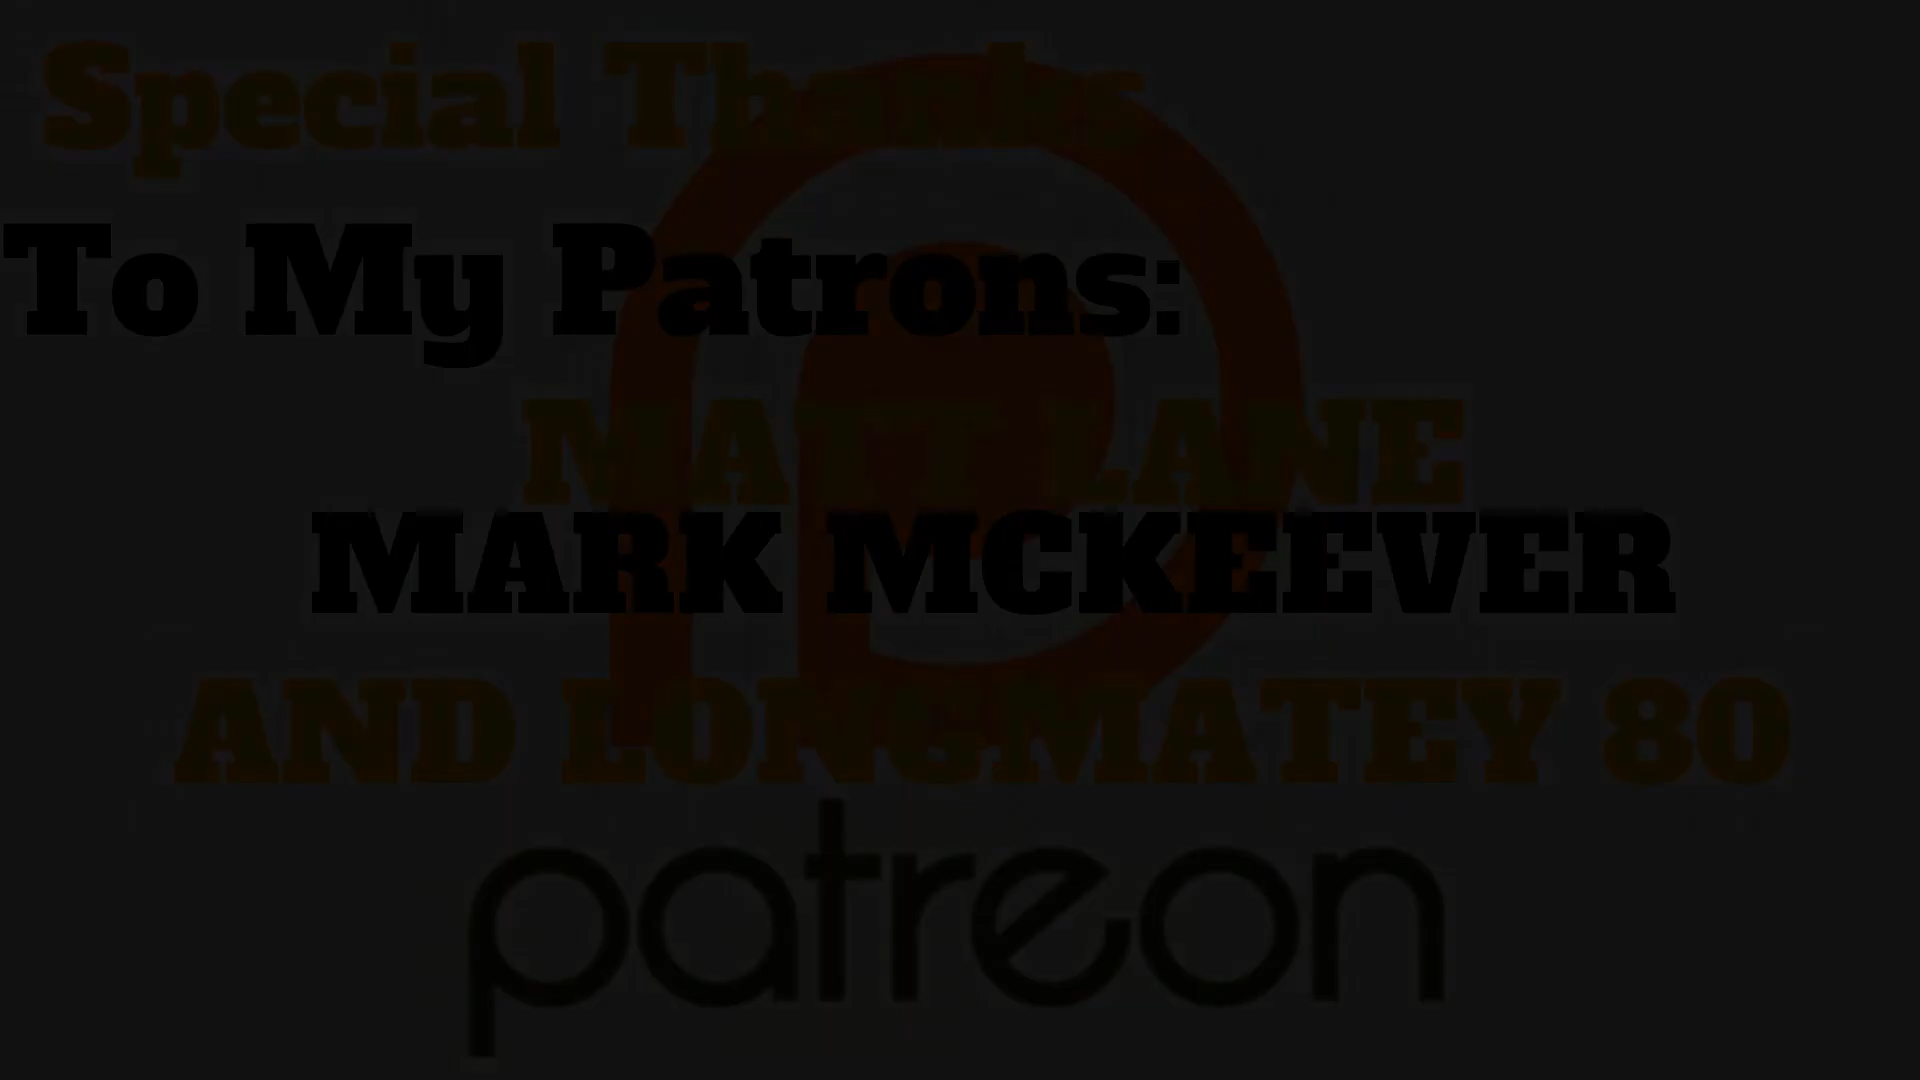 Special Thanks
To My Patrons:
MATT LANE
MARK MCKEEVER
AND LONGMATEY 80
patreon